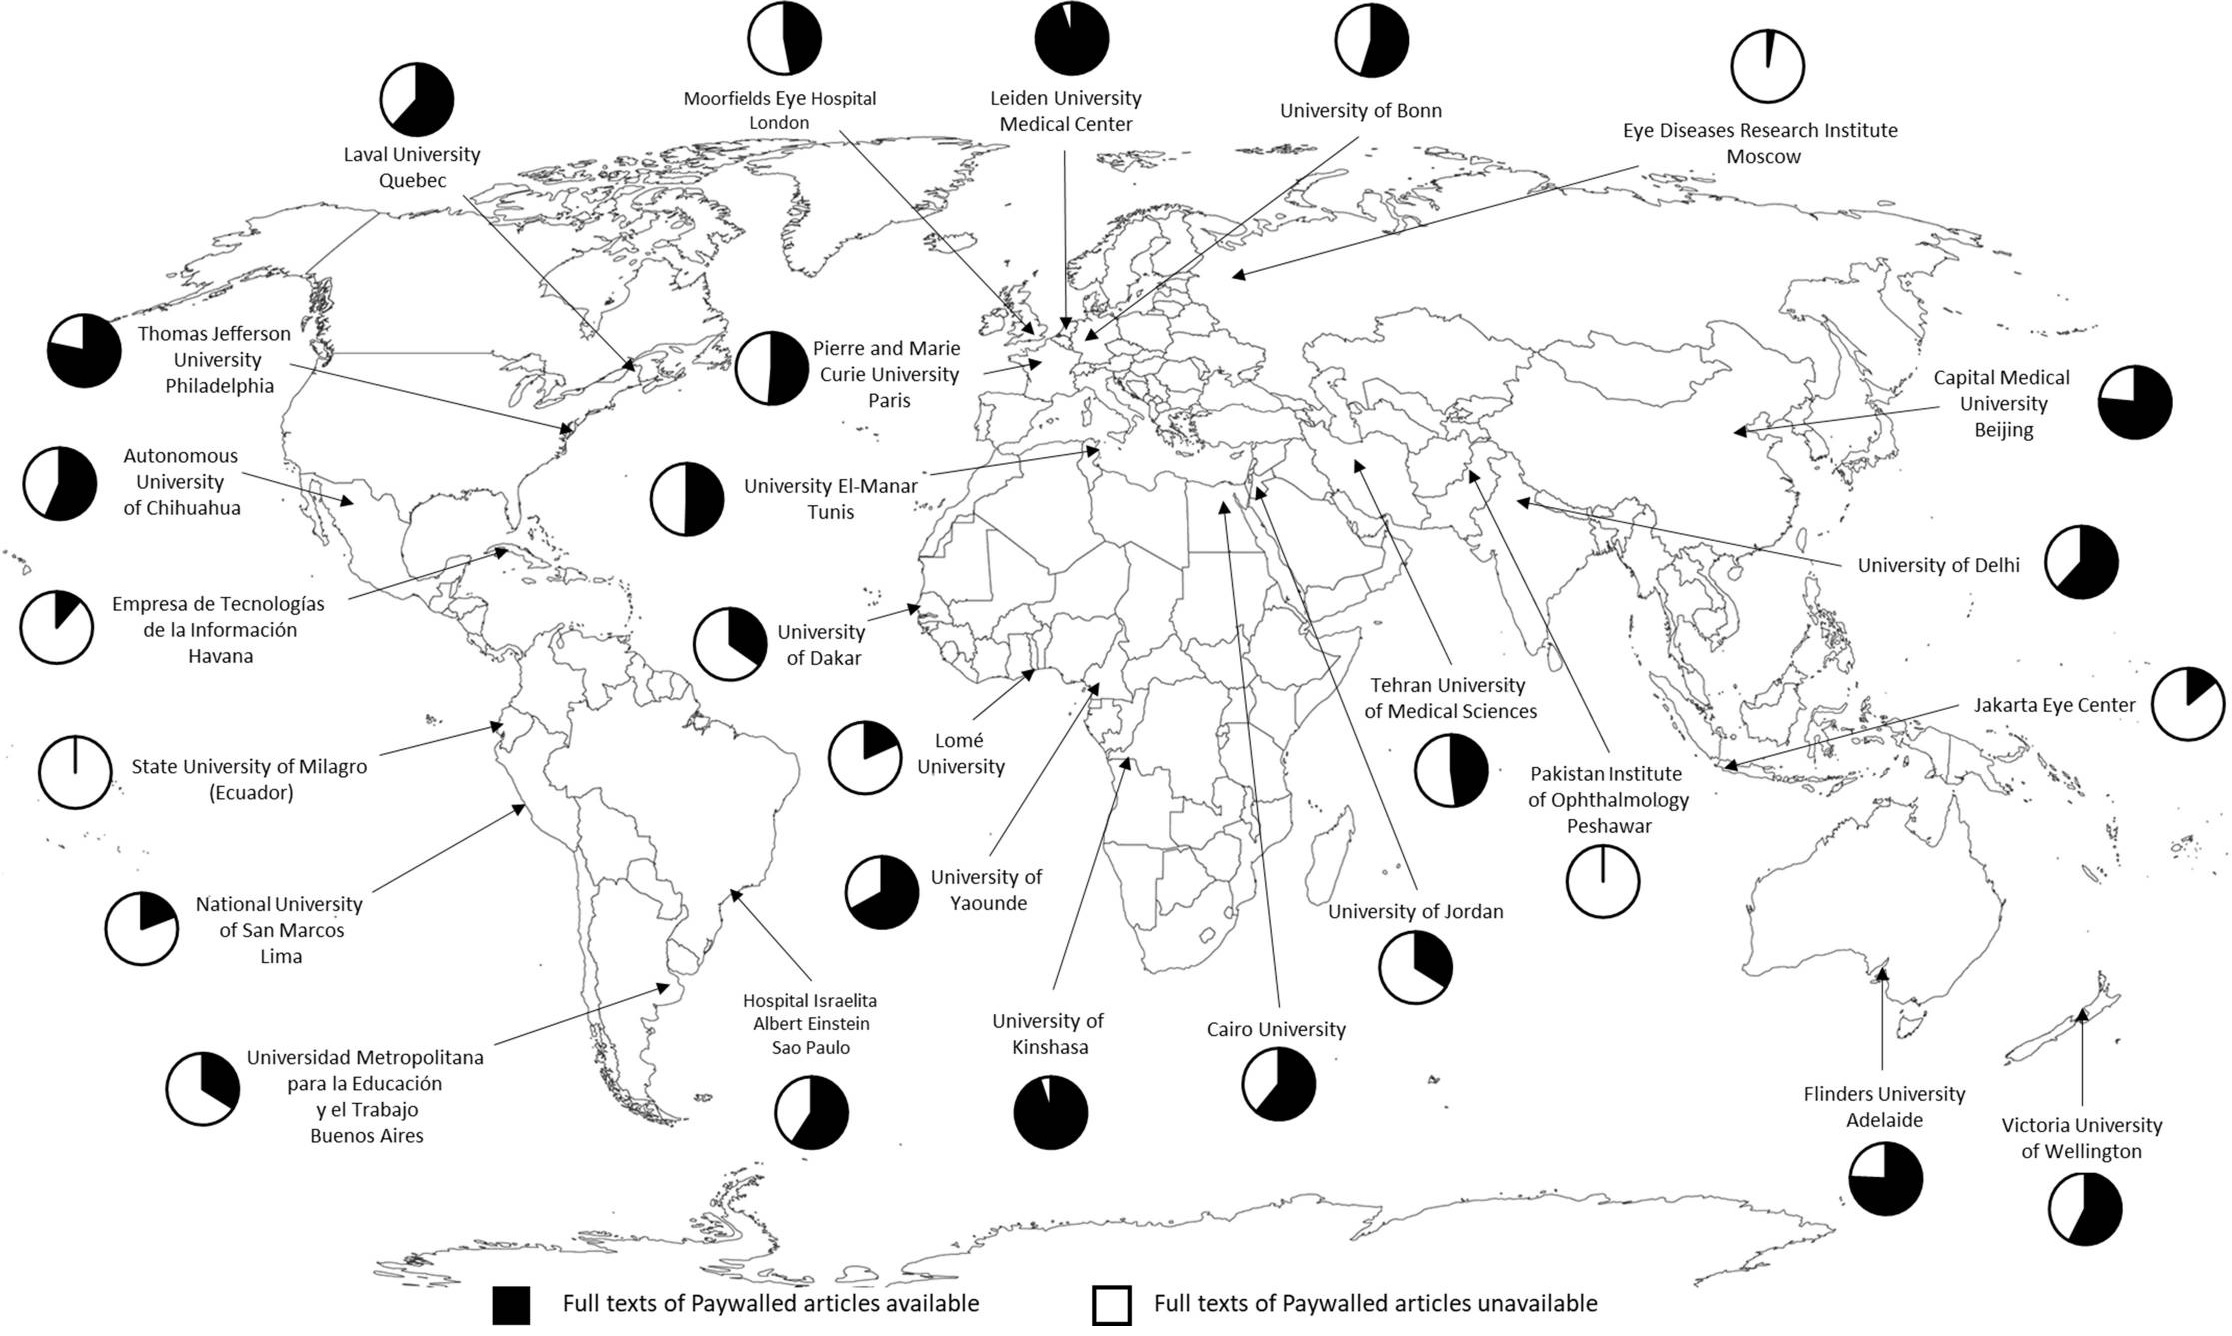 Moorfields Eye Hospital
London
Leiden University
Medical Center
University of Bonn
Eye Diseases Research Institute
Moscow
Laval University
Quebec
Thomas Jefferson
University
Philadelphia
Pierre and Marie
Curie University
Paris
Capital Medical
University
Beijing
Autonomous
University
of Chihuahua
University El-Manar
Tunis
University of Delhi
Empresa de Tecnologías
de la Información
Havana
University
of Dakar
Tehran University
of Medical Sciences
Jakarta Eye Center
State University of Milagro
(Ecuador)
Lomé
University
Pakistan Institute
of Ophthalmology
Peshawar
National University
of San Marcos
Lima
University of
Yaounde
University of Jordan
Hospital Israelita
Albert Einstein
Sao Paulo
University of
Kinshasa
Cairo University
Universidad Metropolitana
para la Educación
y el Trabajo
Buenos Aires
Flinders University
Adelaide
Victoria University
of Wellington
Full texts of Paywalled articles available
Full texts of Paywalled articles unavailable